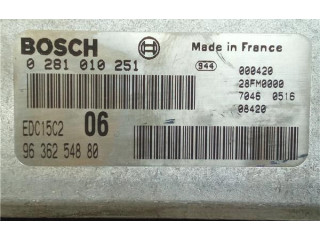 BOSCH
Made in France
0 281 010 251
944
000420
28FM0000
7046 0516
08420
EDC15C2 06
96 362 548 80